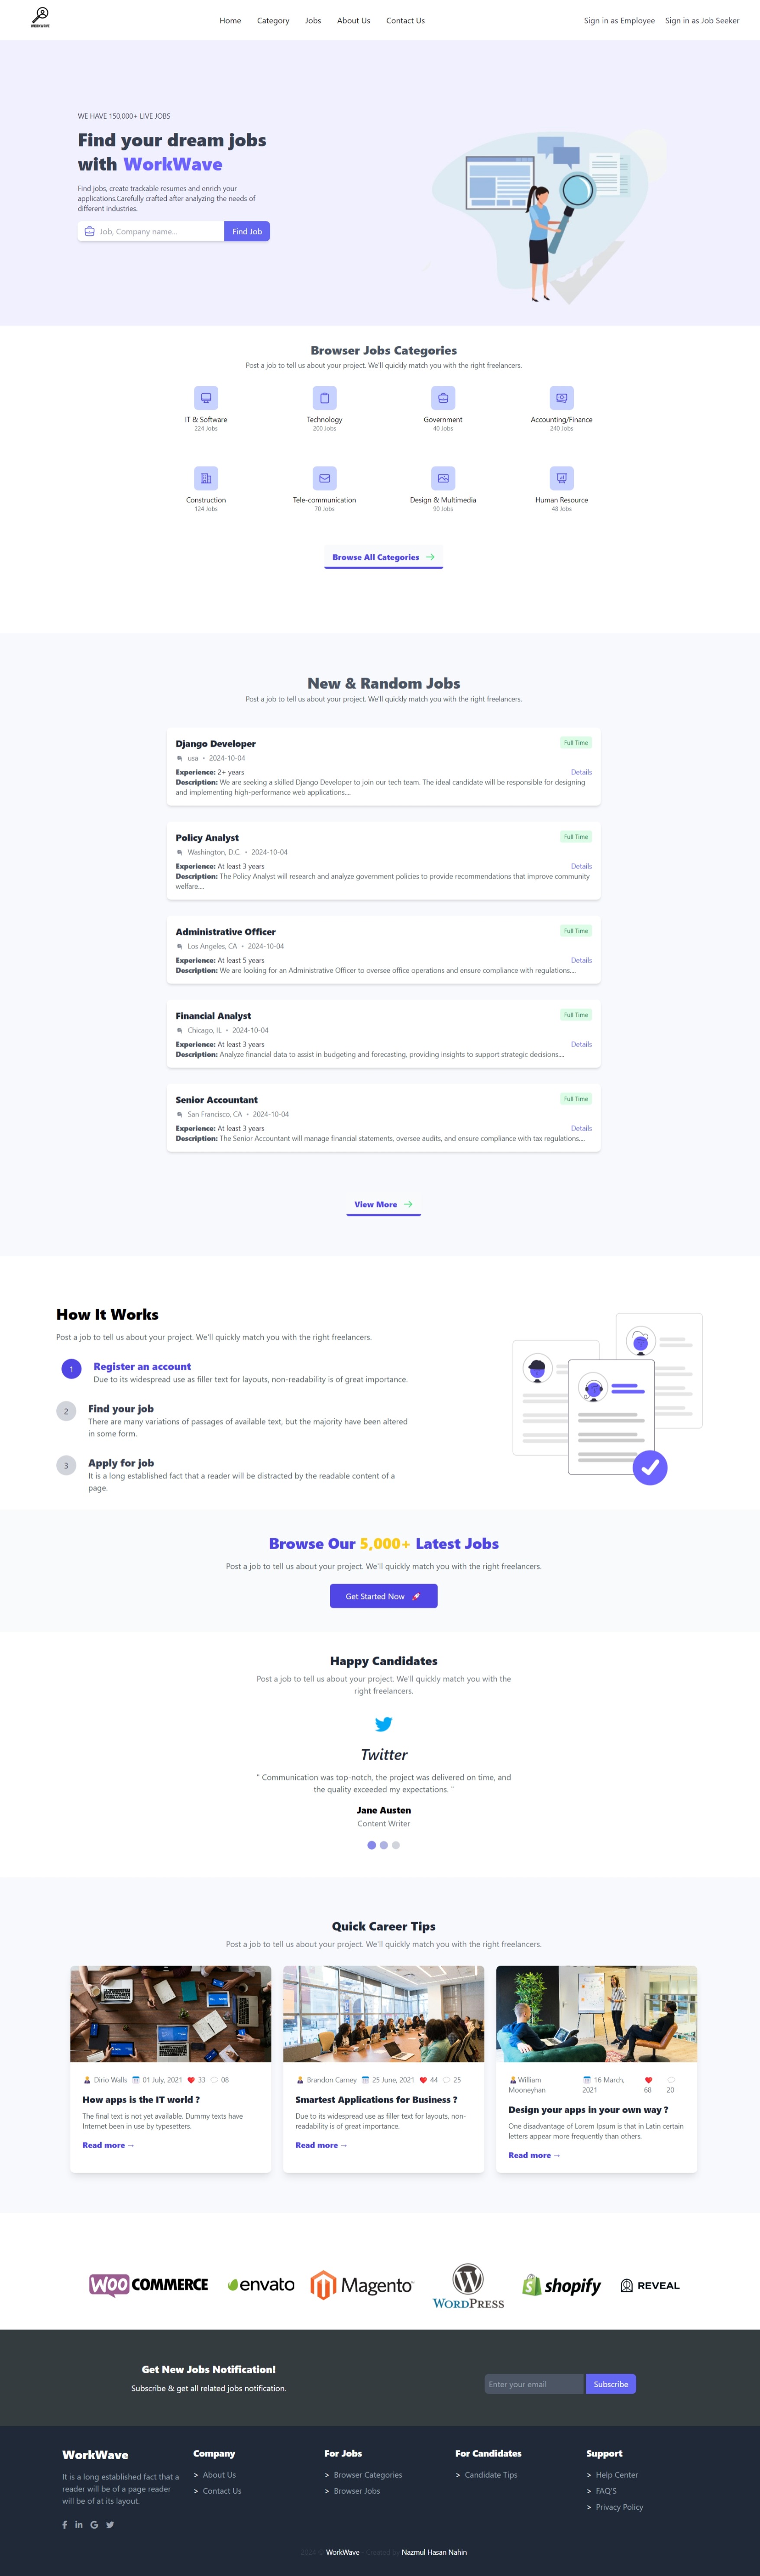 WORKWAVE
Home Category Jobs About Us Contact Us
Sign in as Employee Sign in as Job Seeker
WE HAVE 150,000+ LIVE JOBS
Find your dream jobs
with WorkWave
Find jobs, create trackable resumes and enrich your
applications.Carefully crafted after analyzing the needs of
different industries.
Job, Company name... Find Job
Browser Jobs Categories
Post a job to tell us about your project. We'll quickly match you with the right freelancers.
IT & Software Technology Government Accounting/Finance
224 Jobs 200 Jobs 40 Jobs 240 Jobs
Construction Tele-communication Design & Multimedia Human Resource
124 Jobs 70 Jobs 90 Jobs 48 Jobs
Browse All Categories →
New & Random Jobs
Post a job to tell us about your project. We'll quickly match you with the right freelancers.
Django Developer Full Time
usa • 2024-10-04
Experience: 2+ years Details
Description: We are seeking a skilled Django Developer to join our tech team. The ideal candidate will be responsible for designing
and implementing high-performance web applications....
Policy Analyst Full Time
Washington, D.C. • 2024-10-04
Experience: At least 3 years Details
Description: The Policy Analyst will research and analyze government policies to provide recommendations that improve community
welfare....
Administrative Officer Full Time
Los Angeles, CA • 2024-10-04
Experience: At least 5 years Details
Description: We are looking for an Administrative Officer to oversee office operations and ensure compliance with regulations....
Financial Analyst Full Time
Chicago, IL • 2024-10-04
Experience: At least 3 years Details
Description: Analyze financial data to assist in budgeting and forecasting, providing insights to support strategic decisions....
Senior Accountant Full Time
San Francisco, CA • 2024-10-04
Experience: At least 3 years Details
Description: The Senior Accountant will manage financial statements, oversee audits, and ensure compliance with tax regulations....
View More →
How It Works
Post a job to tell us about your project. We'll quickly match you with the right freelancers.
1 Register an account
Due to its widespread use as filler text for layouts, non-readability is of great importance.
2 Find your job
There are many variations of passages of available text, but the majority have been altered
in some form.
3 Apply for job
It is a long established fact that a reader will be distracted by the readable content of a
page.
Browse Our 5,000+ Latest Jobs
Post a job to tell us about your project. We'll quickly match you with the right freelancers.
Get Started Now
Happy Candidates
Post a job to tell us about your project. We'll quickly match you with the
right freelancers.
Twitter
" Communication was top-notch, the project was delivered on time, and
the quality exceeded my expectations. "
Jane Austen
Content Writer
Quick Career Tips
Post a job to tell us about your project. We'll quickly match you with the right freelancers.
Dirio Walls 01 July, 2021 33 08
How apps is the IT world ?
The final text is not yet available. Dummy texts have
Internet been in use by typesetters.
Read more →
Brandon Carney 25 June, 2021 44 25
Smartest Applications for Business ?
Due to its widespread use as filler text for layouts, non-
readability is of great importance.
Read more →
William 16 March,
Mooneyhan 2021 68 20
Design your apps in your own way ?
One disadvantage of Lorem Ipsum is that in Latin certain
letters appear more frequently than others.
Read more →
WOO COMMERCE envato Magento WORDPRESS shopify REVEAL
Get New Jobs Notification!
Subscribe & get all related jobs notification.
Enter your email Subscribe
WorkWave
It is a long established fact that a
reader will be of a page reader
will be of at its layout.
Company
> About Us
> Contact Us
For Jobs
> Browser Categories
> Browser Jobs
For Candidates
> Candidate Tips
Support
> Help Center
> FAQ'S
> Privacy Policy
WorkWave Nazmul Hasan Nahin